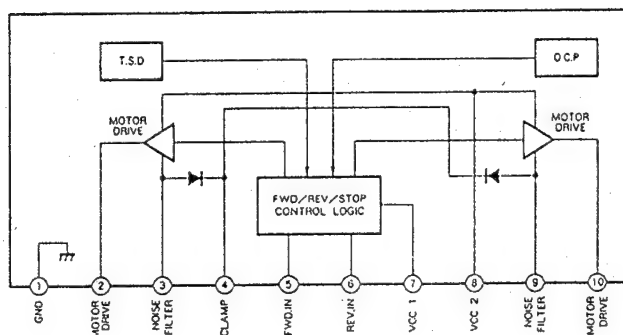 T.S.D
O.C.P
MOTOR
DRIVE
MOTOR
DRIVE
FWD/REV/STOP
CONTROL LOGIC
1
2
3
4
5
6
7
8
9
10
GND
MOTOR
DRIVE
NOISE
FILTER
CLAMP
FWD.IN
REV.IN
VCC 1
VCC 2
NOISE
FILTER
MOTOR
DRIVE